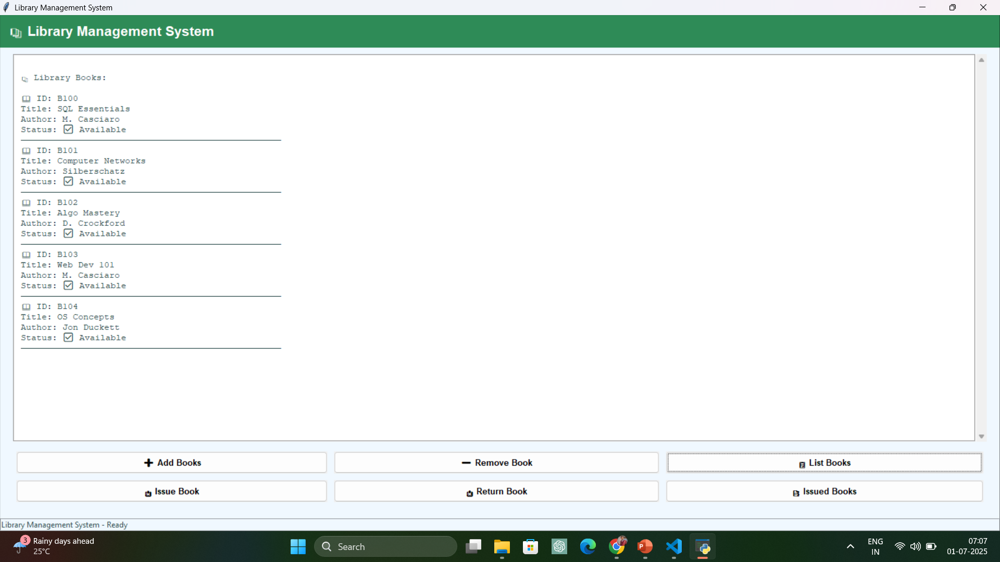 Library Management System
Library Management System
Library Books:
ID: B100
Title: SQL Essentials
Author: M. Casciaro
Status: Available
ID: B101
Title: Computer Networks
Author: Silberschatz
Status: Available
ID: B102
Title: Algo Mastery
Author: D. Crockford
Status: Available
ID: B103
Title: Web Dev 101
Author: M. Casciaro
Status: Available
ID: B104
Title: OS Concepts
Author: Jon Duckett
Status: Available
Add Books
Remove Book
List Books
Issue Book
Return Book
Issued Books
Library Management System - Ready
3
Rainy days ahead
25°C
Search
P
ENG
IN
07:07
01-07-2025